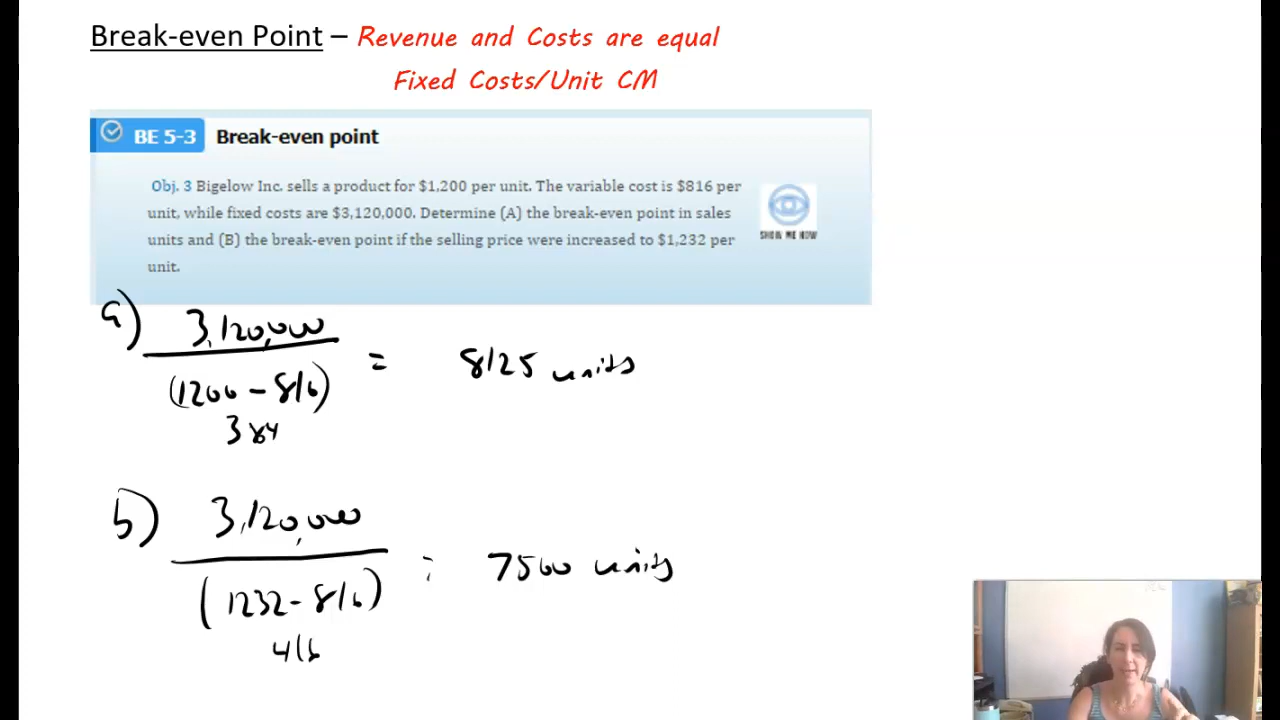 Break-even Point – Revenue and Costs are equal
Fixed Costs/Unit CM
BE 5-3 Break-even point
Obj. 3 Bigelow Inc. sells a product for $1,200 per unit. The variable cost is $816 per
unit, while fixed costs are $3,120,000. Determine (A) the break-even point in sales
units and (B) the break-even point if the selling price were increased to $1,232 per
unit.
SHOW ME NOW
a) 3,120,000
(1200 - 816) = 8125 units
384
b) 3,120,000
(1232 - 816) = 7500 units
416